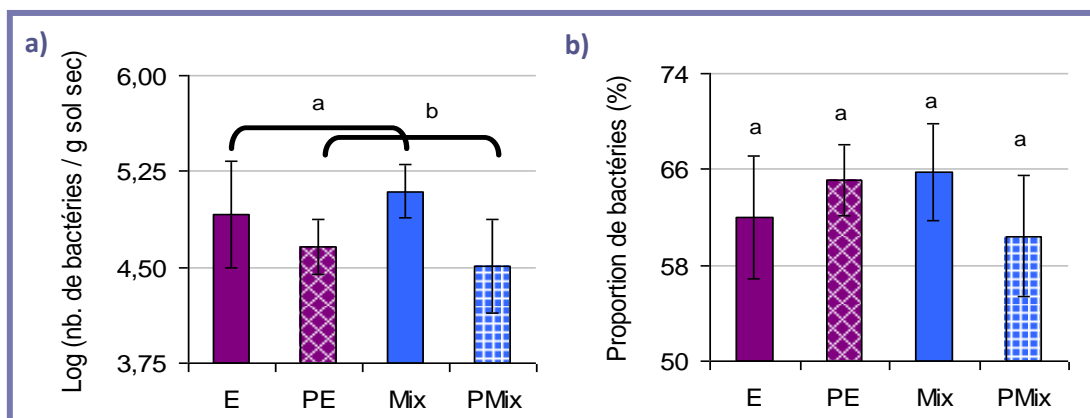 a)
Log (nb. de bactéries / g sol sec)
6,00
5,25
4,50
3,75
a
b
E
PE
Mix
PMix
b)
Proportion de bactéries (%)
74
66
58
50
a
a
a
a
E
PE
Mix
PMix